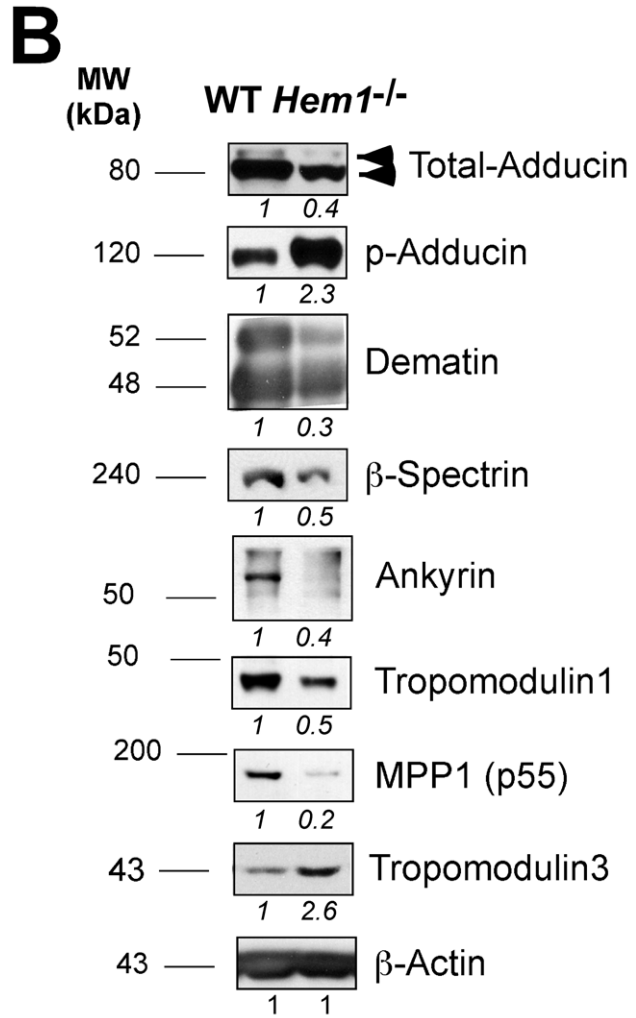 B
MW
(kDa)
WT Hem1-/-
80 Total-Adducin
1 0.4
120 p-Adducin
1 2.3
52
Dematin
48
1 0.3
240 β-Spectrin
1 0.5
Ankyrin
50
1 0.4
50
Tropomodulin1
1 0.5
200
MPP1 (p55)
1 0.2
43 Tropomodulin3
1 2.6
43 β-Actin
1 1